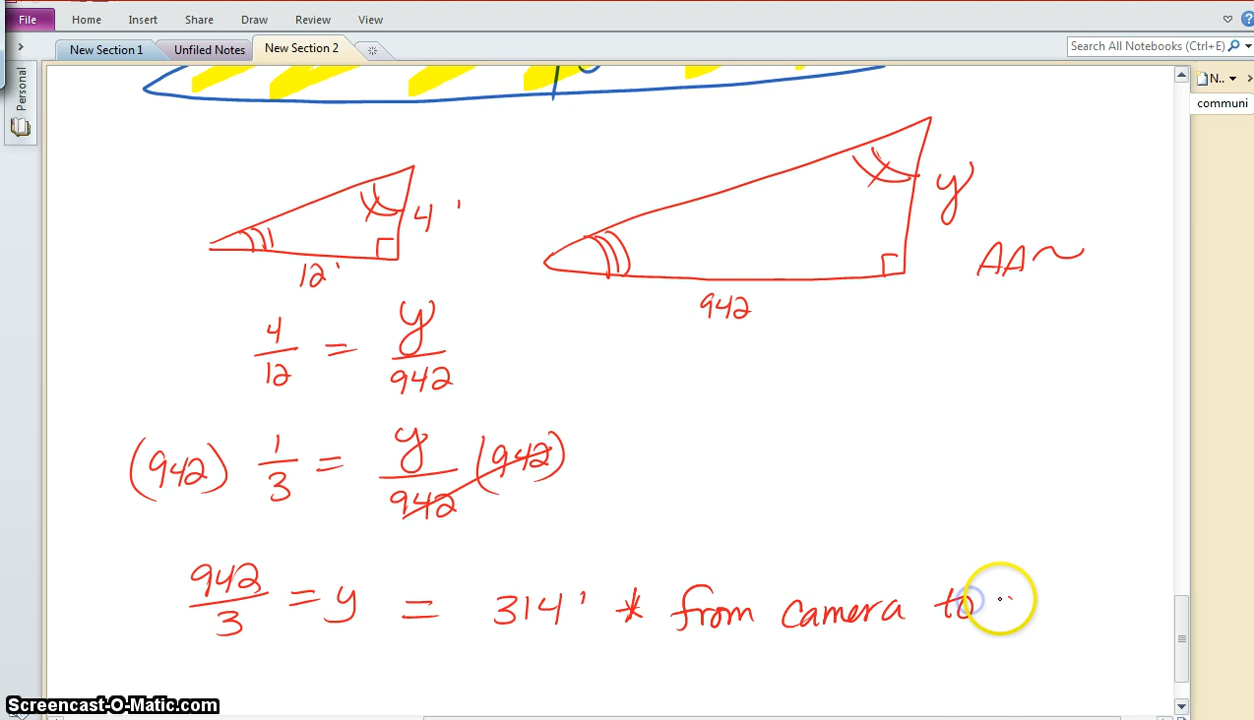 File Home Insert Share Draw Review View
New Section 1 Unfiled Notes New Section 2 Search All Notebooks (Ctrl+E)
Personal
N..
communi
4'
12'
y
942
AA~
4/12 = y/942
(942) 1/3 = y/942 (942)
942/3 = y = 314' * from camera to
Screencast-O-Matic.com